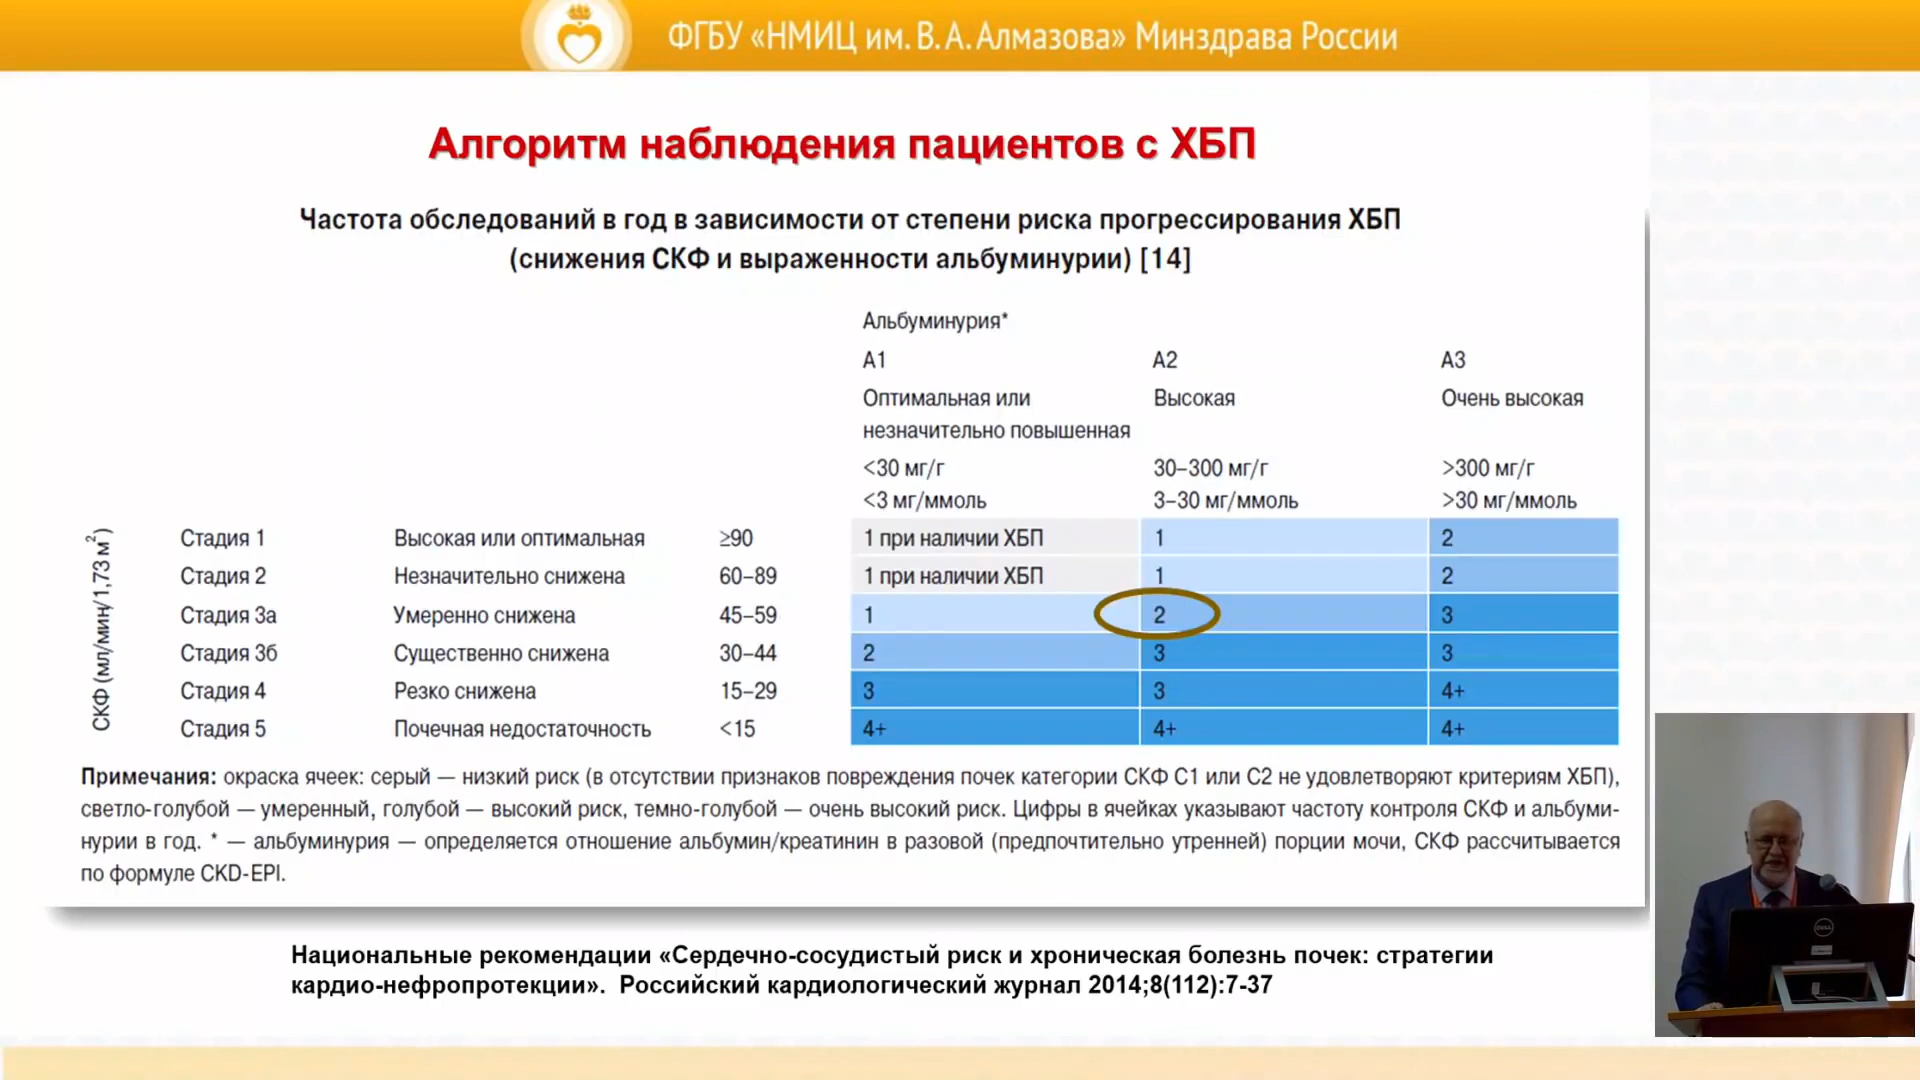 ФГБУ «НМИЦ им. В. А. Алмазова» Минздрава России
Алгоритм наблюдения пациентов с ХБП
Частота обследований в год в зависимости от степени риска прогрессирования ХБП
(снижения СКФ и выраженности альбуминурии) [14]
Альбуминурия*
А1 А2 А3
Оптимальная или Высокая Очень высокая
незначительно повышенная
<30 мг/г 30–300 мг/г >300 мг/г
<3 мг/ммоль 3–30 мг/ммоль >30 мг/ммоль
СКФ (мл/мин/1,73 м²)
Стадия 1 Высокая или оптимальная ≥90 1 при наличии ХБП 1 2
Стадия 2 Незначительно снижена 60–89 1 при наличии ХБП 1 2
Стадия 3а Умеренно снижена 45–59 1 2 3
Стадия 3б Существенно снижена 30–44 2 3 3
Стадия 4 Резко снижена 15–29 3 3 4+
Стадия 5 Почечная недостаточность <15 4+ 4+ 4+
Примечания: окраска ячеек: серый — низкий риск (в отсутствии признаков повреждения почек категории СКФ С1 или С2 не удовлетворяют критериям ХБП),
светло-голубой — умеренный, голубой — высокий риск, темно-голубой — очень высокий риск. Цифры в ячейках указывают частоту контроля СКФ и альбуми-
нурии в год. * — альбуминурия — определяется отношение альбумин/креатинин в разовой (предпочтительно утренней) порции мочи, СКФ рассчитывается
по формуле CKD-EPI.
Национальные рекомендации «Сердечно-сосудистый риск и хроническая болезнь почек: стратегии
кардио-нефропротекции». Российский кардиологический журнал 2014;8(112):7-37
DELL